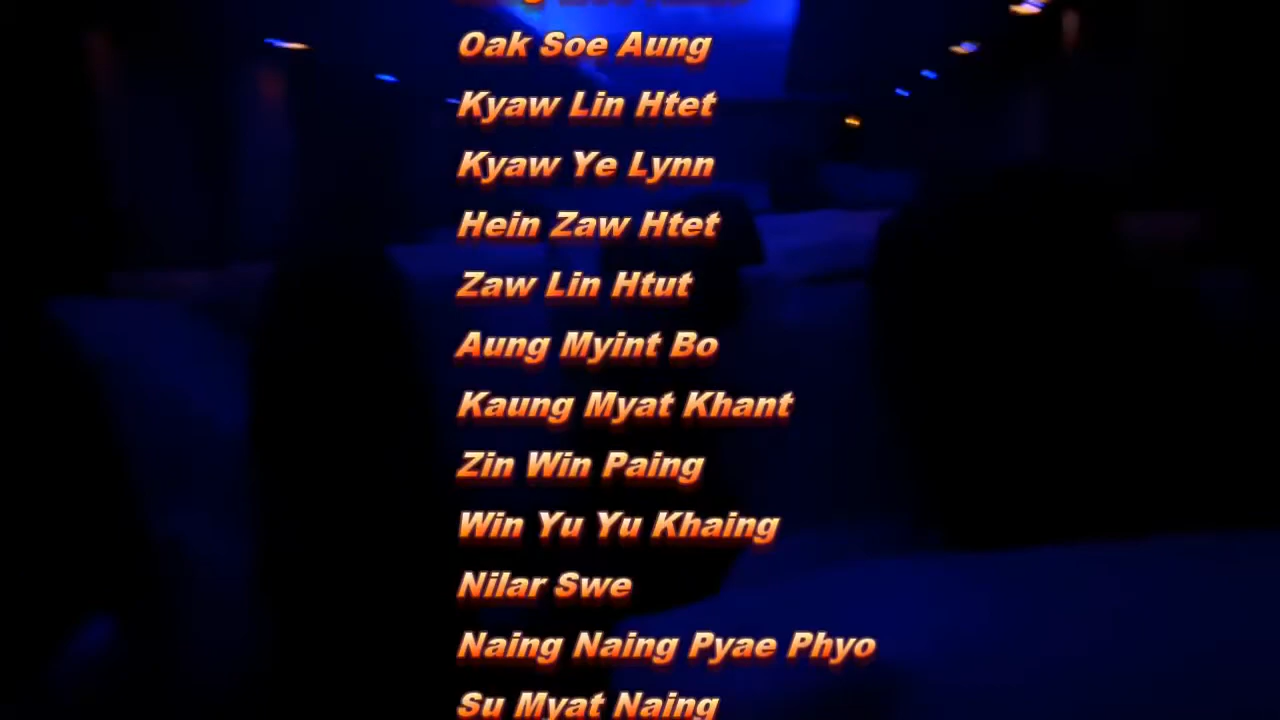 Oak Soe Aung
Kyaw Lin Htet
Kyaw Ye Lynn
Hein Zaw Htet
Zaw Lin Htut
Aung Myint Bo
Kaung Myat Khant
Zin Win Paing
Win Yu Yu Khaing
Nilar Swe
Naing Naing Pyae Phyo
Su Myat Naing